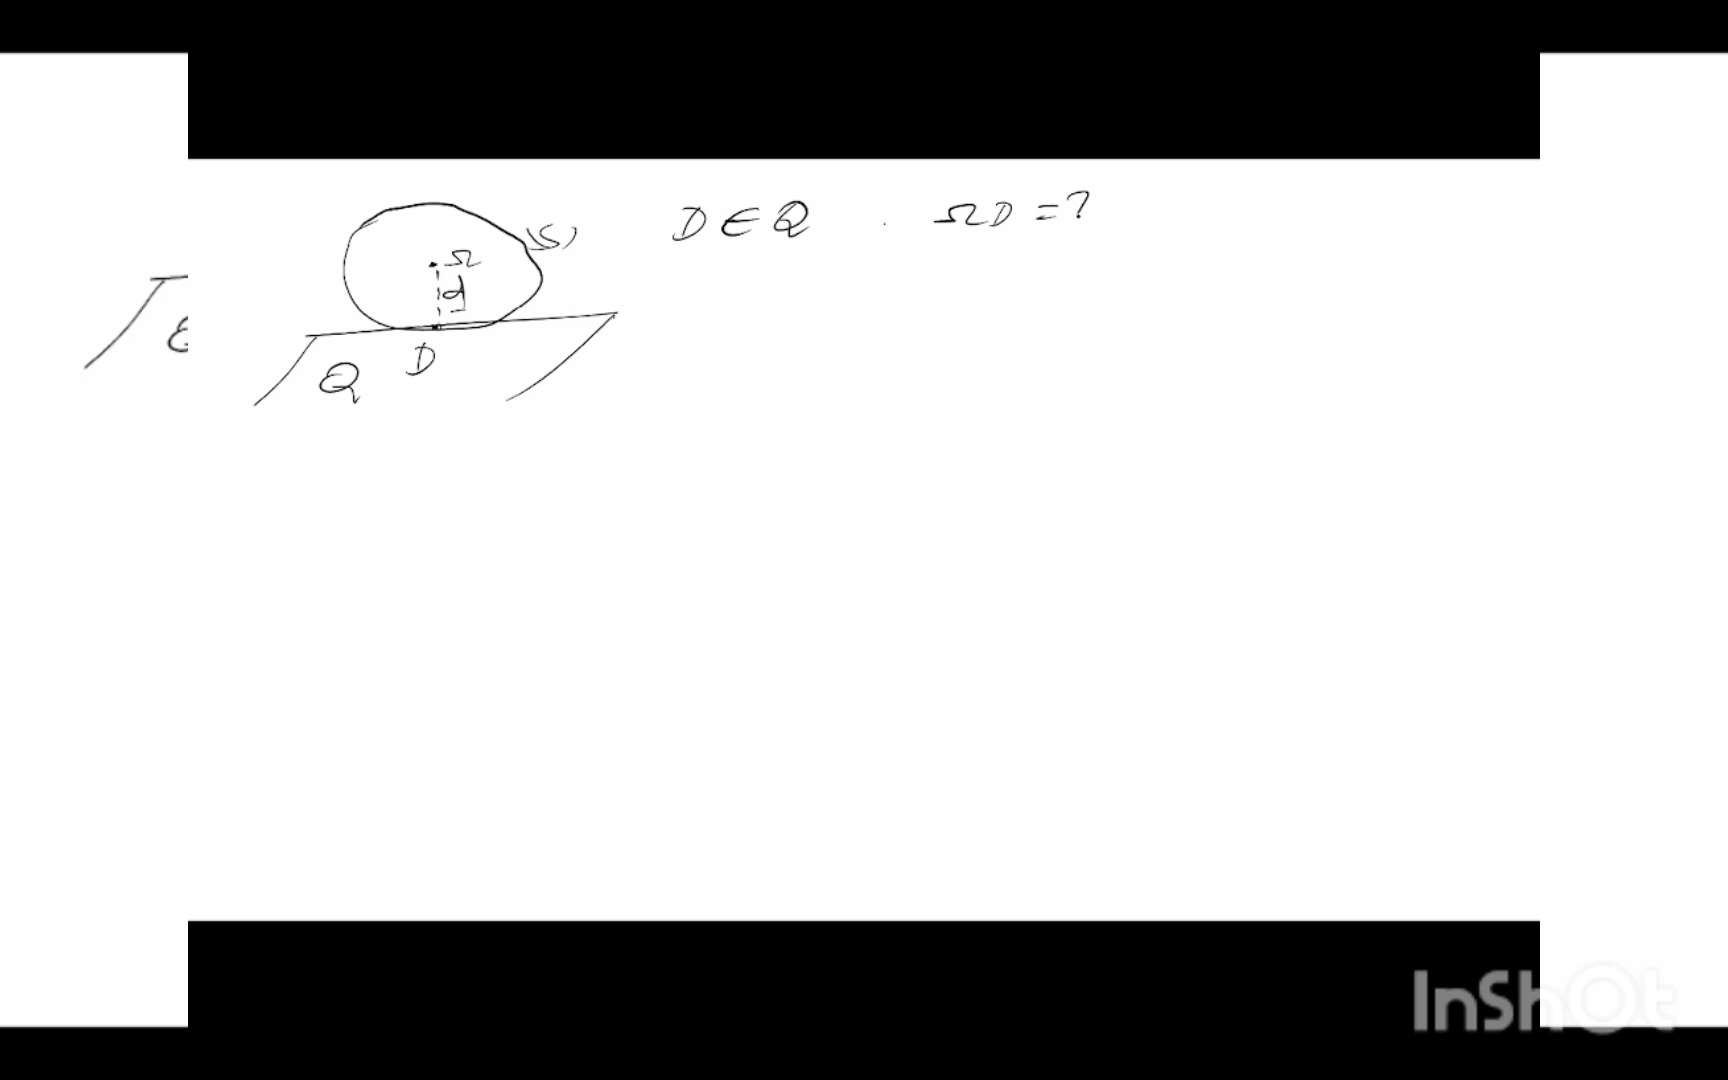 D ∈ Q . ΩD = ?
(S)
Ω
d
D
Q
InShot